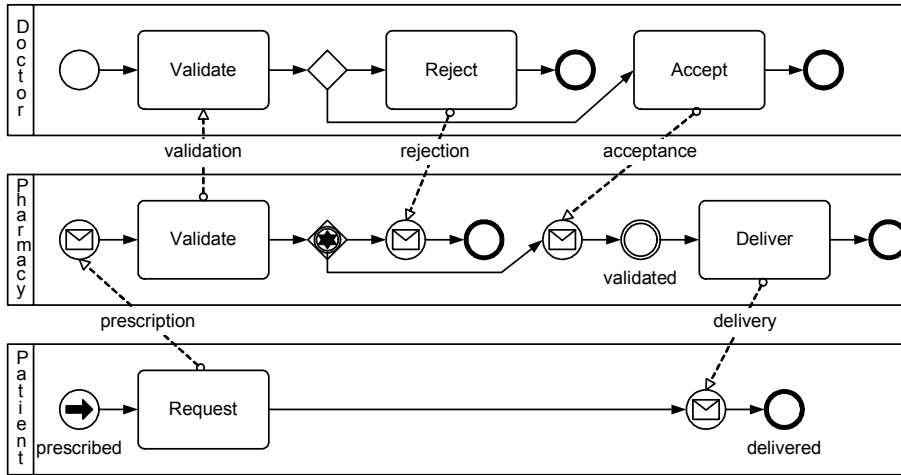 Doctor
Validate
Reject
Accept
validation
rejection
acceptance
Pharmacy
Validate
Deliver
validated
prescription
delivery
Patient
Request
prescribed
delivered